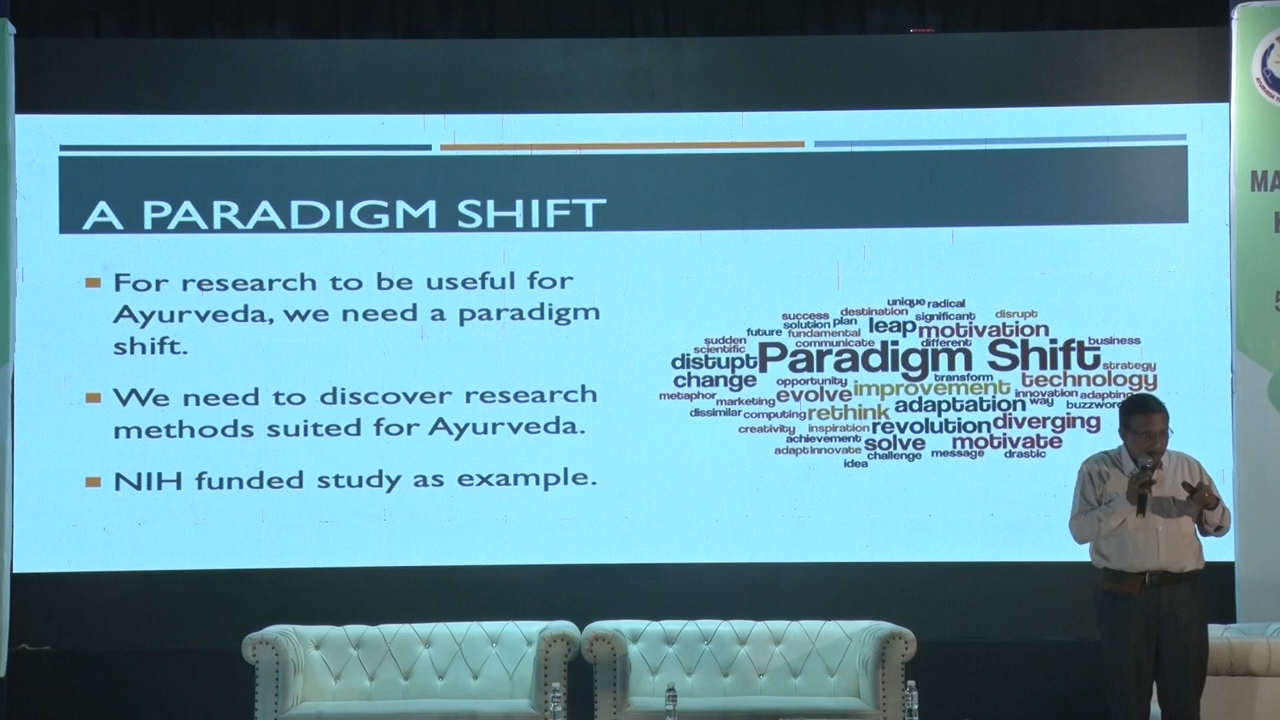 A PARADIGM SHIFT
For research to be useful for
Ayurveda, we need a paradigm
shift.
We need to discover research
methods suited for Ayurveda.
NIH funded study as example.
unique radical
success destination significant disrupt
solution plan leap motivation
future fundamental
sudden communicate different business
scientific
distupt Paradigm Shift strategy
change opportunity transform technology
metaphor marketing evolve improvement innovation adapting
dissimilar computing rethink adaptation way
creativity inspiration revolution diverging
achievement solve motivate
adapt innovate challenge message drastic
idea
MA